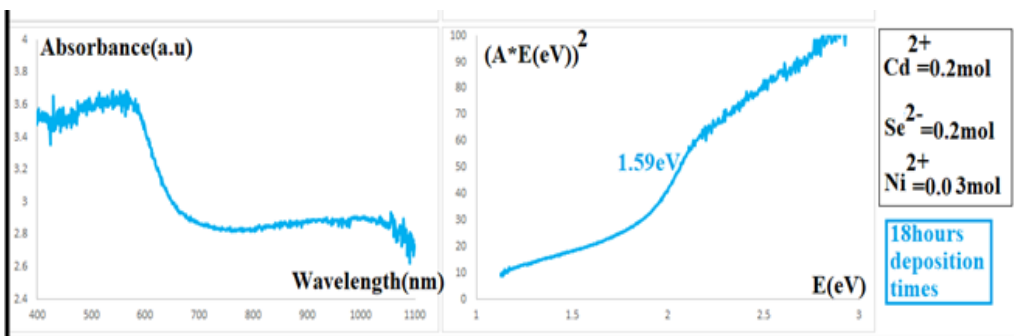 Absorbance(a.u)
4
3.8
3.6
3.4
3.2
3
2.8
2.6
2.4
400 500 600 700 800 900 1000 1100
Wavelength(nm)
(A*E(eV))2
100
90
80
70
60
50
40
30
20
10
0
1 1.5 2 2.5 3
1.59eV
E(eV)
Cd2+=0.2mol
Se2-=0.2mol
Ni2+=0.03mol
18hours
deposition
times